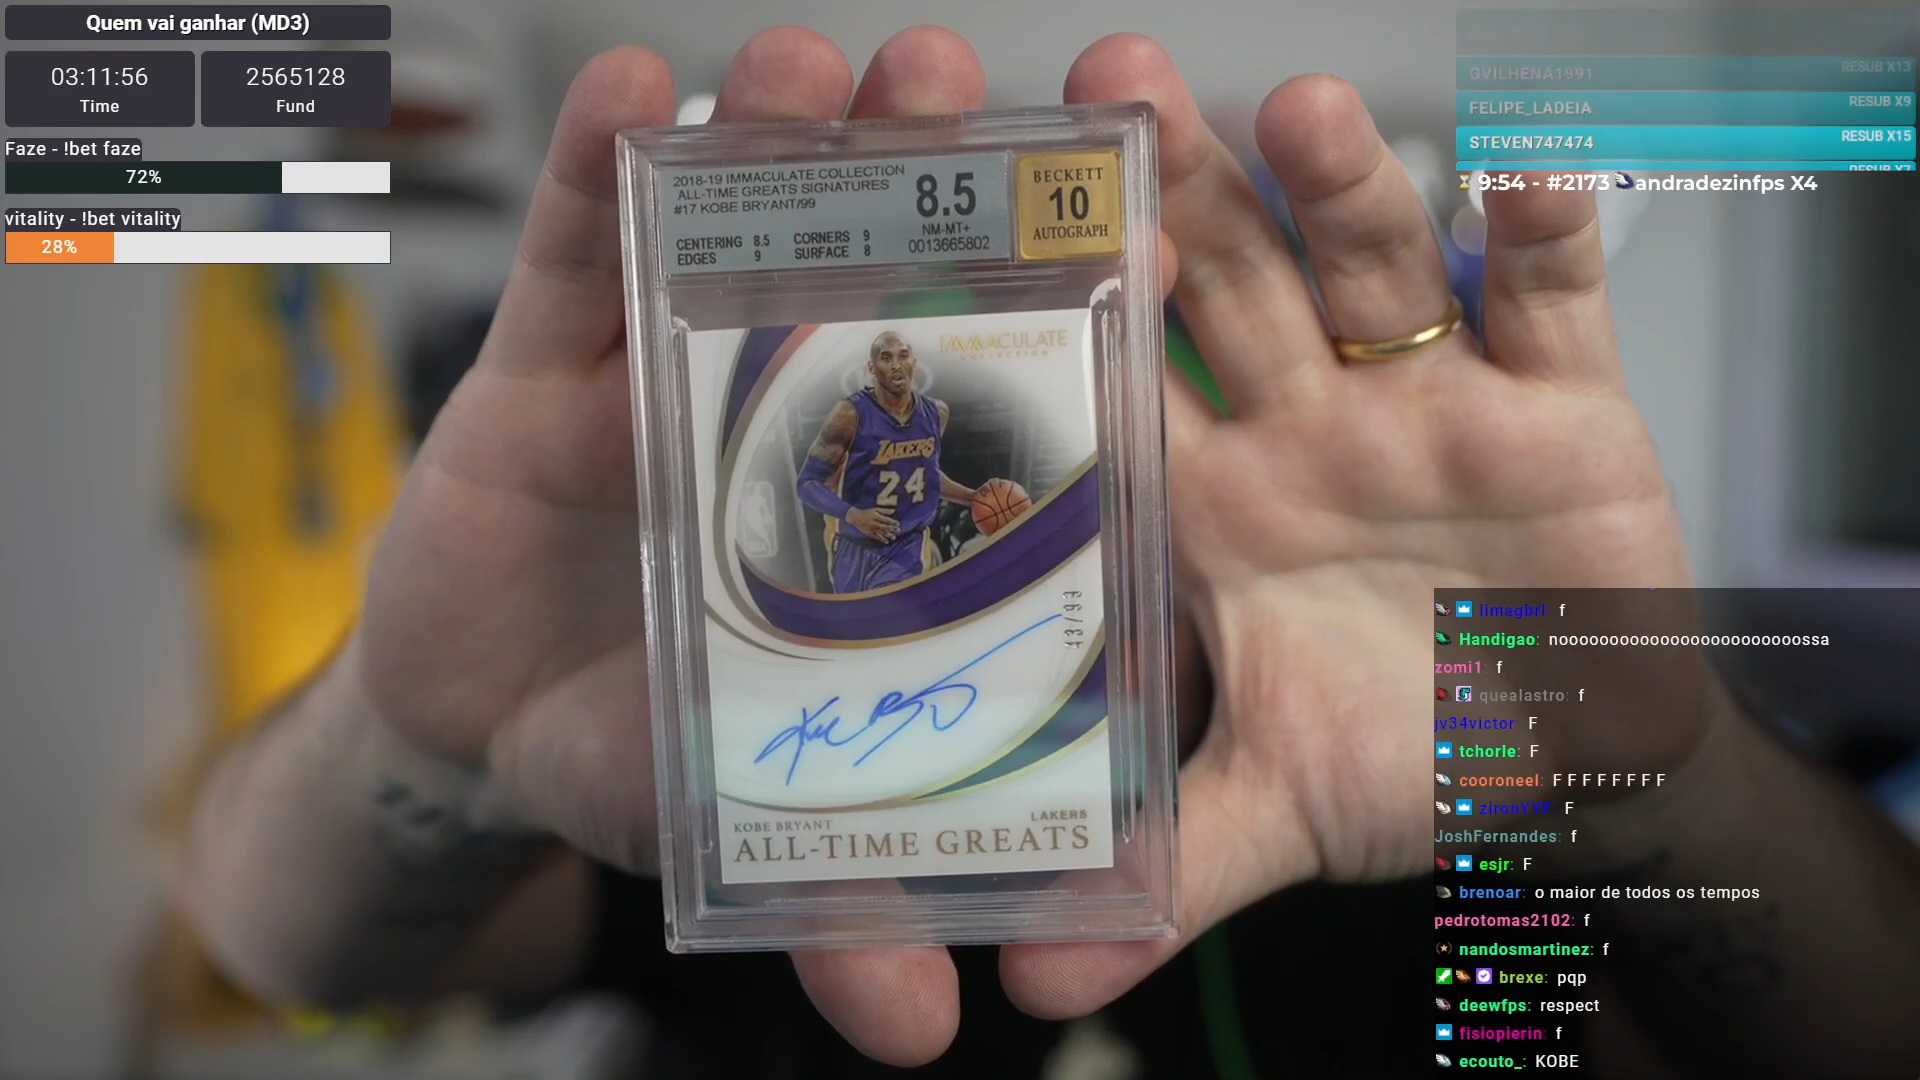 Quem vai ganhar (MD3)
03:11:56
Time
2565128
Fund
Faze - !bet faze
72%
vitality - !bet vitality
28%
GVILHENA1991 RESUB X13
FELIPE_LADEIA RESUB X9
STEVEN747474 RESUB X15
RESUB X7
9:54 - #2173 andradezinfps X4
2018-19 IMMACULATE COLLECTION
ALL-TIME GREATS SIGNATURES
#17 KOBE BRYANT/99
CENTERING 8.5 CORNERS 9
EDGES 9 SURFACE 8
8.5
NM-MT+
0013665802
BECKETT
10
AUTOGRAPH
IMMACULATE
COLLECTION
LAKERS
24
43/99
KOBE BRYANT
LAKERS
ALL-TIME GREATS
limagbrl f
Handigao: nooooooooooooooooooooooooossa
zomi1: f
quealastro: f
jv34victor: F
tchorle: F
cooroneel: F F F F F F F F
zironYYF: F
JoshFernandes: f
esjr: F
brenoar: o maior de todos os tempos
pedrotomas2102: f
nandosmartinez: f
brexe: pqp
deewfps: respect
fisiopierin: f
ecouto_: KOBE